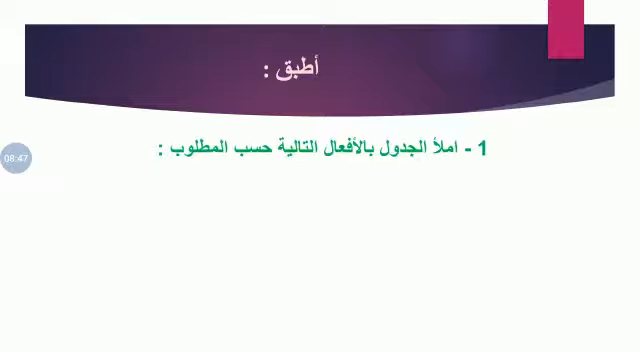 أطبق :
1 - املأ الجدول بالأفعال التالية حسب المطلوب :
08:47